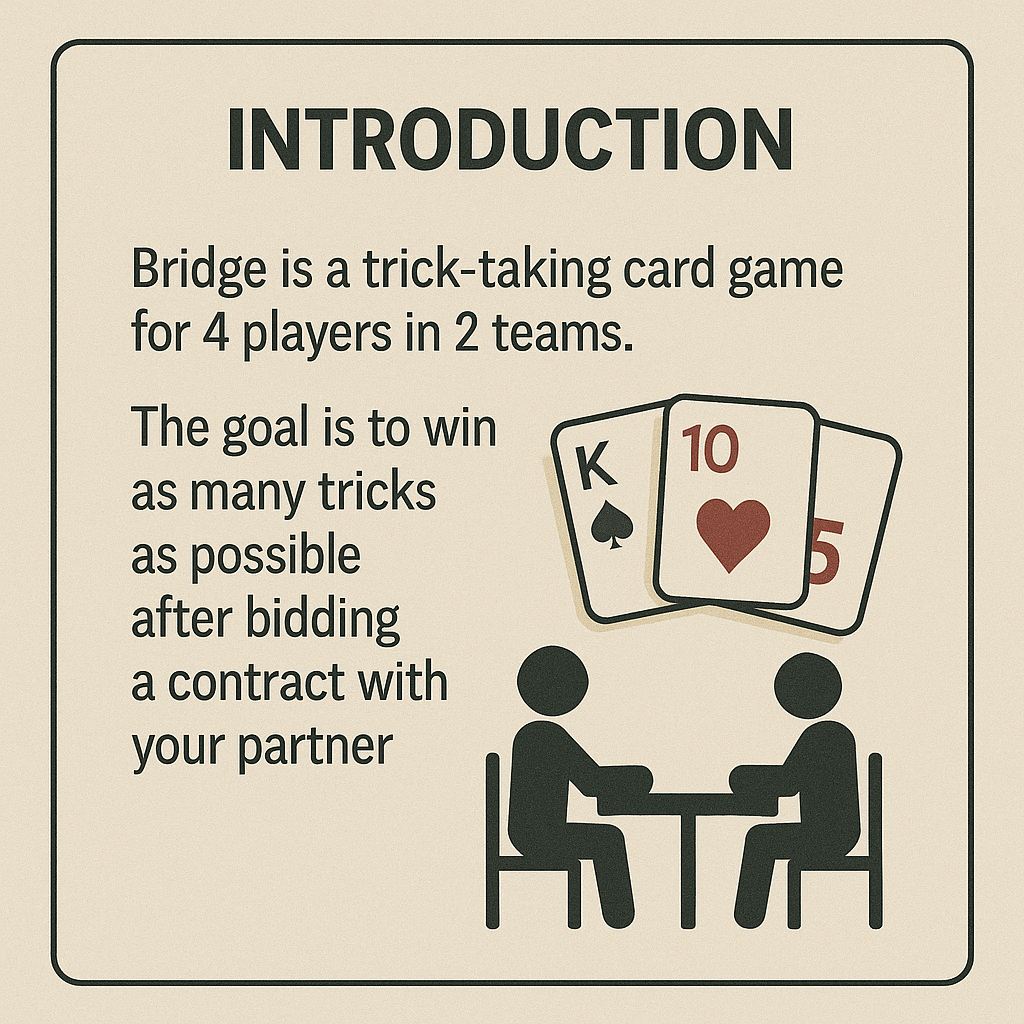 INTRODUCTION
Bridge is a trick-taking card game
for 4 players in 2 teams.
The goal is to win
as many tricks
as possible
after bidding
a contract with
your partner
K
10
5